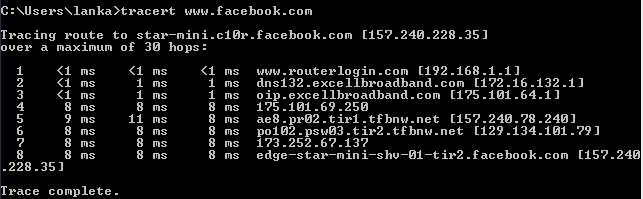 C:\Users\lanka>tracert www.facebook.com
Tracing route to star-mini.c10r.facebook.com [157.240.228.35]
over a maximum of 30 hops:
1 <1 ms <1 ms <1 ms www.routerlogin.com [192.168.1.1]
2 <1 ms 1 ms 1 ms dns132.excellbroadband.com [172.16.132.1]
3 <1 ms 1 ms <1 ms oip.excellbroadband.com [175.101.64.1]
4 8 ms 8 ms 8 ms 175.101.69.250
5 9 ms 11 ms 8 ms ae8.pr02.tir1.tfbnw.net [157.240.78.240]
6 8 ms 8 ms 8 ms po102.psw03.tir2.tfbnw.net [129.134.101.79]
7 8 ms 8 ms 8 ms 173.252.67.137
8 8 ms 8 ms 8 ms edge-star-mini-shv-01-tir2.facebook.com [157.240
.228.35]
Trace complete.